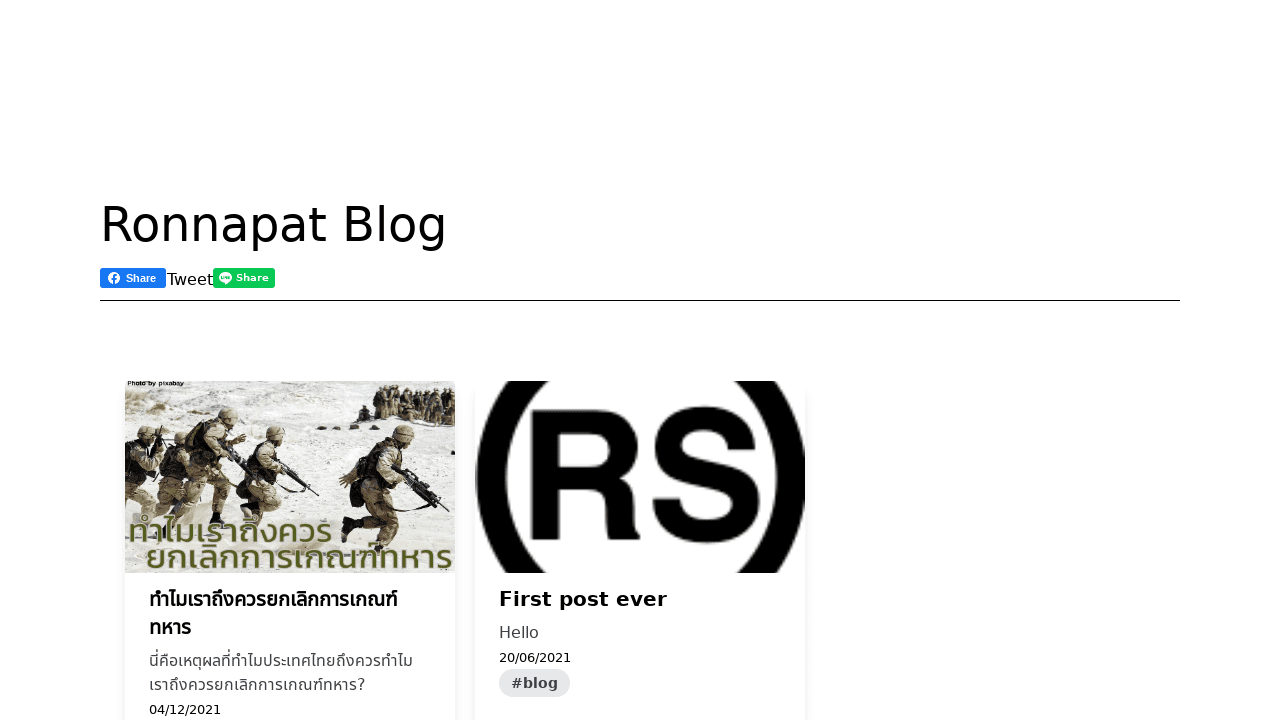 Ronnapat Blog
Share Tweet Share
Photo by pixabay
ทำไมเราถึงควร
ยกเลิกการเกณฑ์ทหาร
(RS)
ทำไมเราถึงควรยกเลิกการเกณฑ์
ทหาร
นี่คือเหตุผลที่ทำไมประเทศไทยถึงควรทำไม
เราถึงควรยกเลิกการเกณฑ์ทหาร?
04/12/2021
First post ever
Hello
20/06/2021
#blog